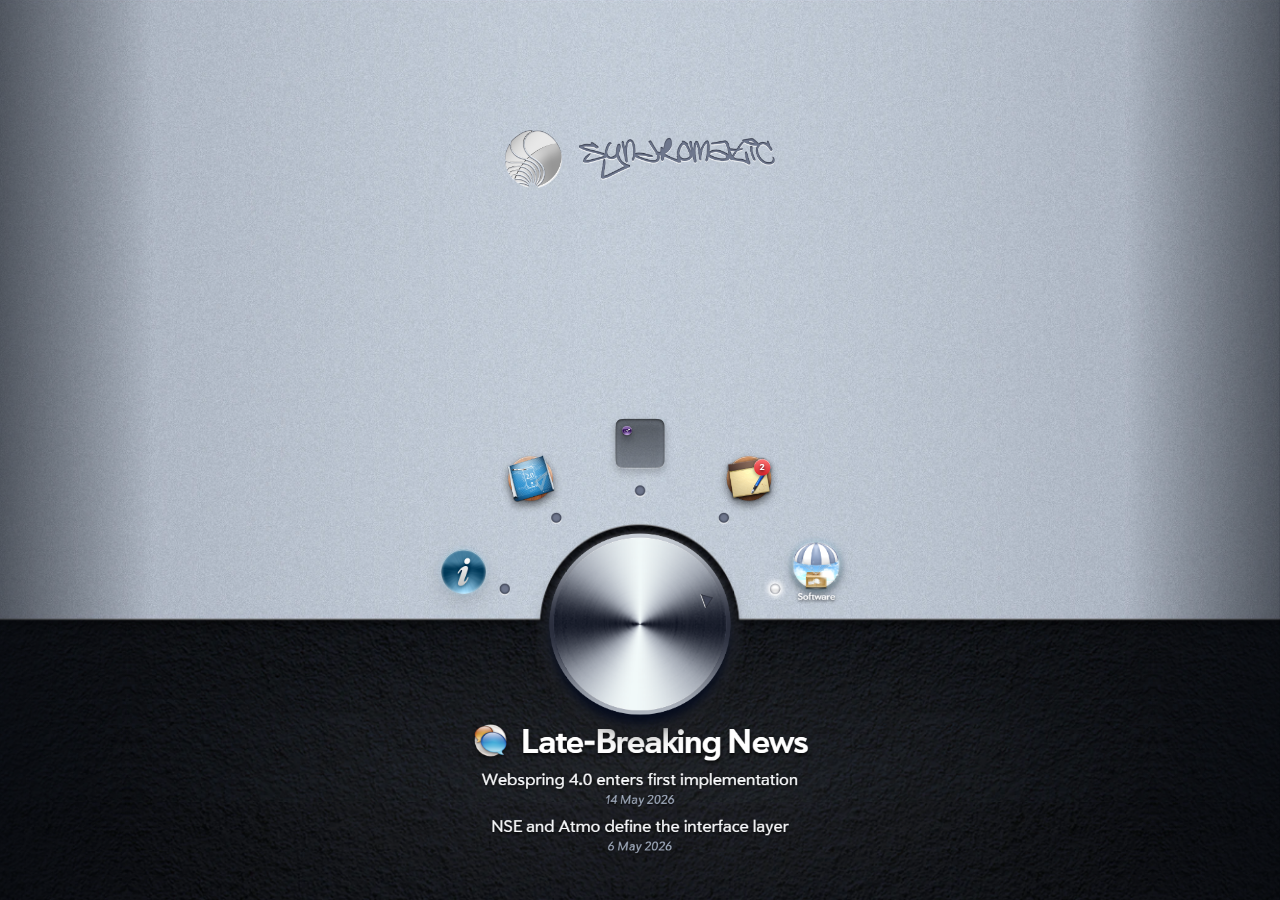 syndromatic
2
i
Software
Late-Breaking News
Webspring 4.0 enters first implementation
14 May 2026
NSE and Atmo define the interface layer
6 May 2026